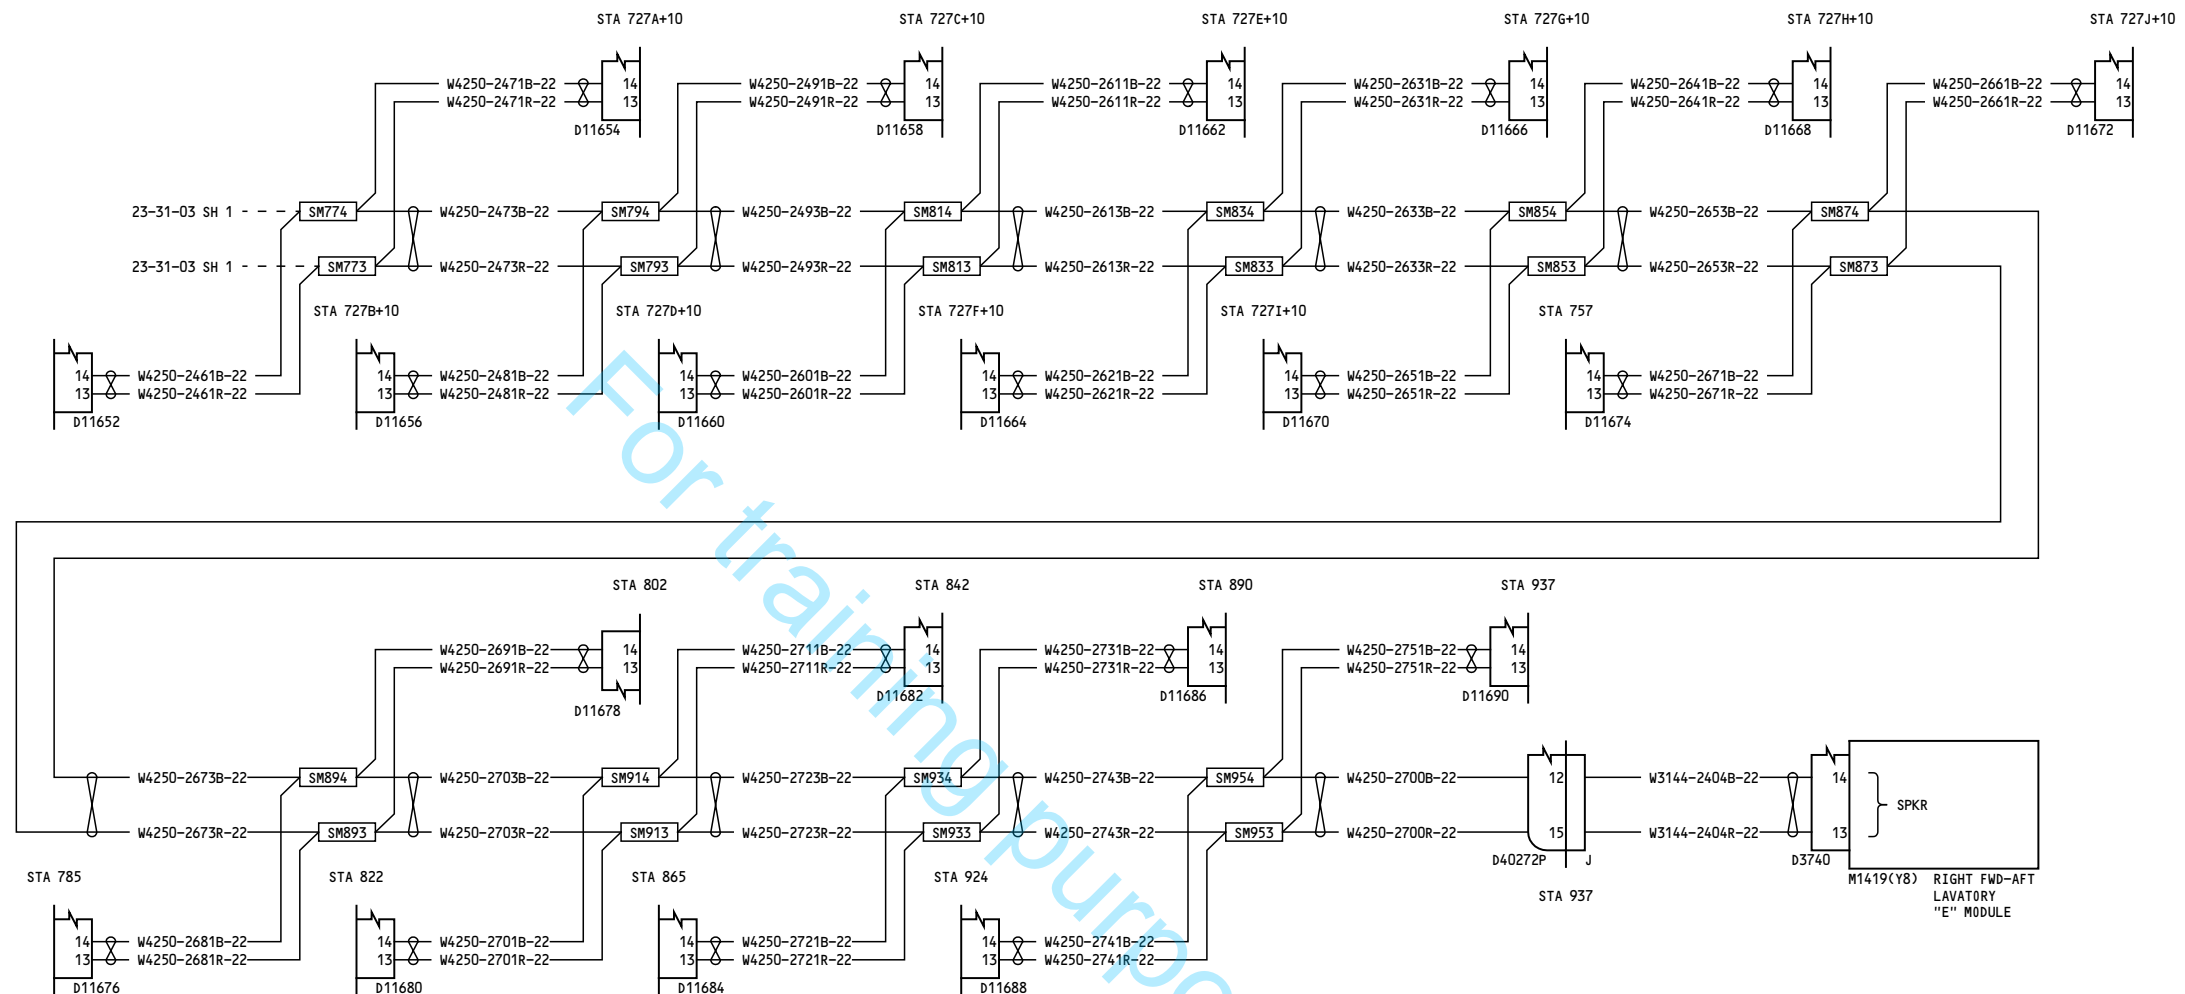 STA 727A+10 STA 727C+10 STA 727E+10 STA 727G+10 STA 727H+10 STA 727J+10
W4250-2471B-22 14 W4250-2491B-22 14 W4250-2611B-22 14 W4250-2631B-22 14 W4250-2641B-22 14 W4250-2661B-22 14
W4250-2471R-22 13 W4250-2491R-22 13 W4250-2611R-22 13 W4250-2631R-22 13 W4250-2641R-22 13 W4250-2661R-22 13
D11654 D11658 D11662 D11666 D11668 D11672
23-31-03 SH 1 SM774 W4250-2473B-22 SM794 W4250-2493B-22 SM814 W4250-2613B-22 SM834 W4250-2633B-22 SM854 W4250-2653B-22 SM874
23-31-03 SH 1 SM773 W4250-2473R-22 SM793 W4250-2493R-22 SM813 W4250-2613R-22 SM833 W4250-2633R-22 SM853 W4250-2653R-22 SM873
STA 727B+10 STA 727D+10 STA 727F+10 STA 727I+10 STA 757
14 W4250-2461B-22 14 W4250-2481B-22 14 W4250-2601B-22 14 W4250-2621B-22 14 W4250-2651B-22 14 W4250-2671B-22
13 W4250-2461R-22 13 W4250-2481R-22 13 W4250-2601R-22 13 W4250-2621R-22 13 W4250-2651R-22 13 W4250-2671R-22
D11652 D11656 D11660 D11664 D11670 D11674
For training purpo
STA 802 STA 842 STA 890 STA 937
W4250-2691B-22 14 W4250-2711B-22 14 W4250-2731B-22 14 W4250-2751B-22 14
W4250-2691R-22 13 W4250-2711R-22 13 W4250-2731R-22 13 W4250-2751R-22 13
D11678 D11682 D11686 D11690
W4250-2673B-22 SM894 W4250-2703B-22 SM914 W4250-2723B-22 SM934 W4250-2743B-22 SM954 W4250-2700B-22 12 W3144-2404B-22 14
SPKR
W4250-2673R-22 SM893 W4250-2703R-22 SM913 W4250-2723R-22 SM933 W4250-2743R-22 SM953 W4250-2700R-22 15 W3144-2404R-22 13
D40272P J D3740
STA 785 STA 822 STA 865 STA 924 STA 937
M1419(Y8) RIGHT FWD-AFT
LAVATORY
"E" MODULE
14 W4250-2681B-22 14 W4250-2701B-22 14 W4250-2721B-22 14 W4250-2741B-22
13 W4250-2681R-22 13 W4250-2701R-22 13 W4250-2721R-22 13 W4250-2741R-22
D11676 D11680 D11684 D11688